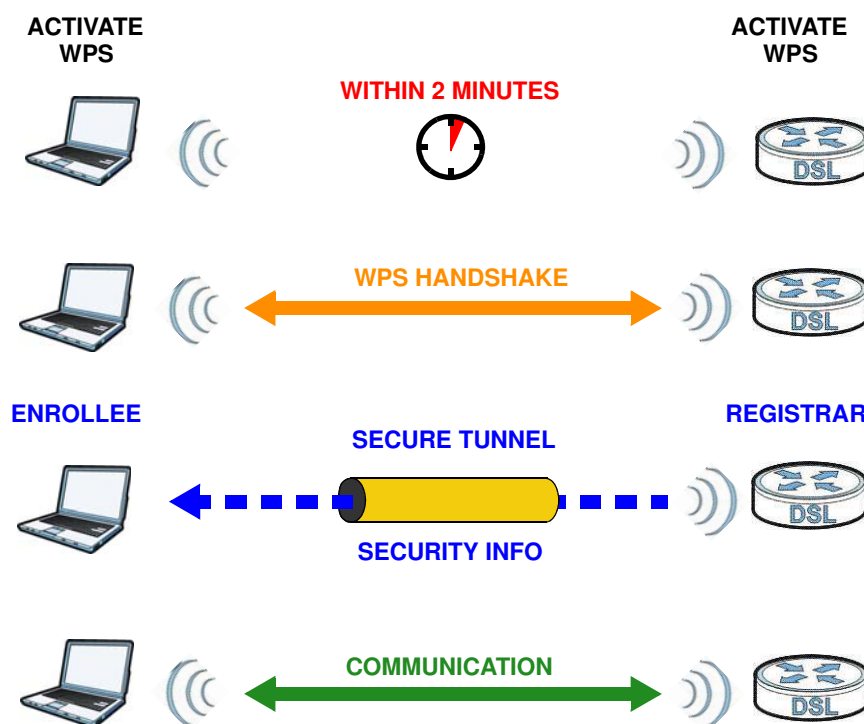 ACTIVATE
WPS
ACTIVATE
WPS
WITHIN 2 MINUTES
DSL
WPS HANDSHAKE
DSL
ENROLLEE
REGISTRAR
SECURE TUNNEL
DSL
SECURITY INFO
COMMUNICATION
DSL